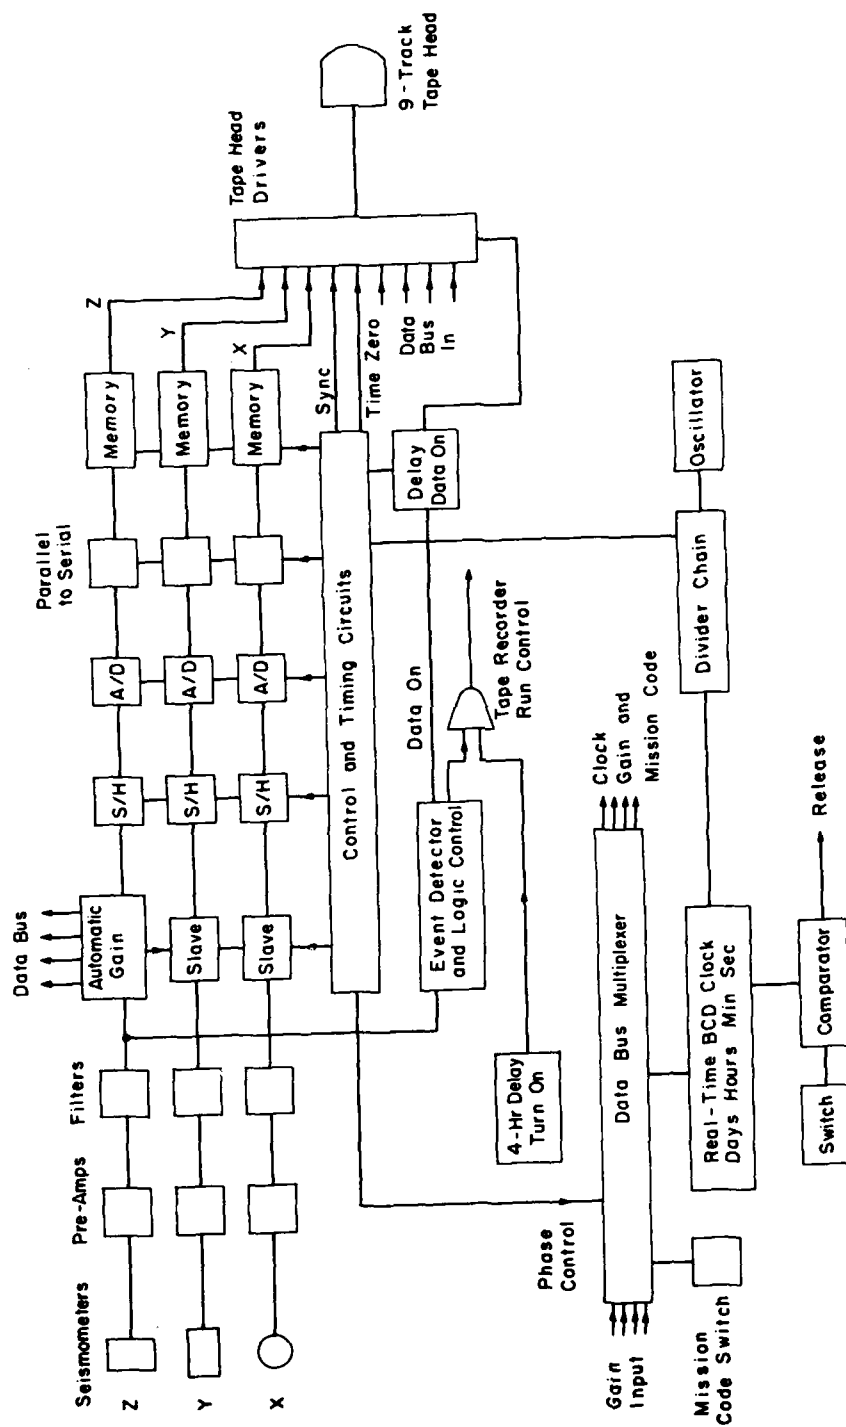 Seismometers
Pre-Amps
Filters
Data Bus
Parallel
to Serial
Tape Head
Drivers
9-Track
Tape Head
Z
Automatic
Gain
S/H
A/D
Memory
Z
Y
Slave
S/H
A/D
Memory
Y
X
Slave
S/H
A/D
Memory
X
Sync
Time Zero
Data
Bus
In
Control and Timing Circuits
Delay
Data On
Data On
Event Detector
and Logic Control
Tape Recorder
Run Control
4-Hr Delay
Turn On
Phase
Control
Gain
Input
Data Bus Multiplexer
Clock
Gain and
Mission Code
Mission
Code Switch
Real-Time BCD Clock
Days Hours Min Sec
Divider Chain
Oscillator
Switch
Comparator
Release